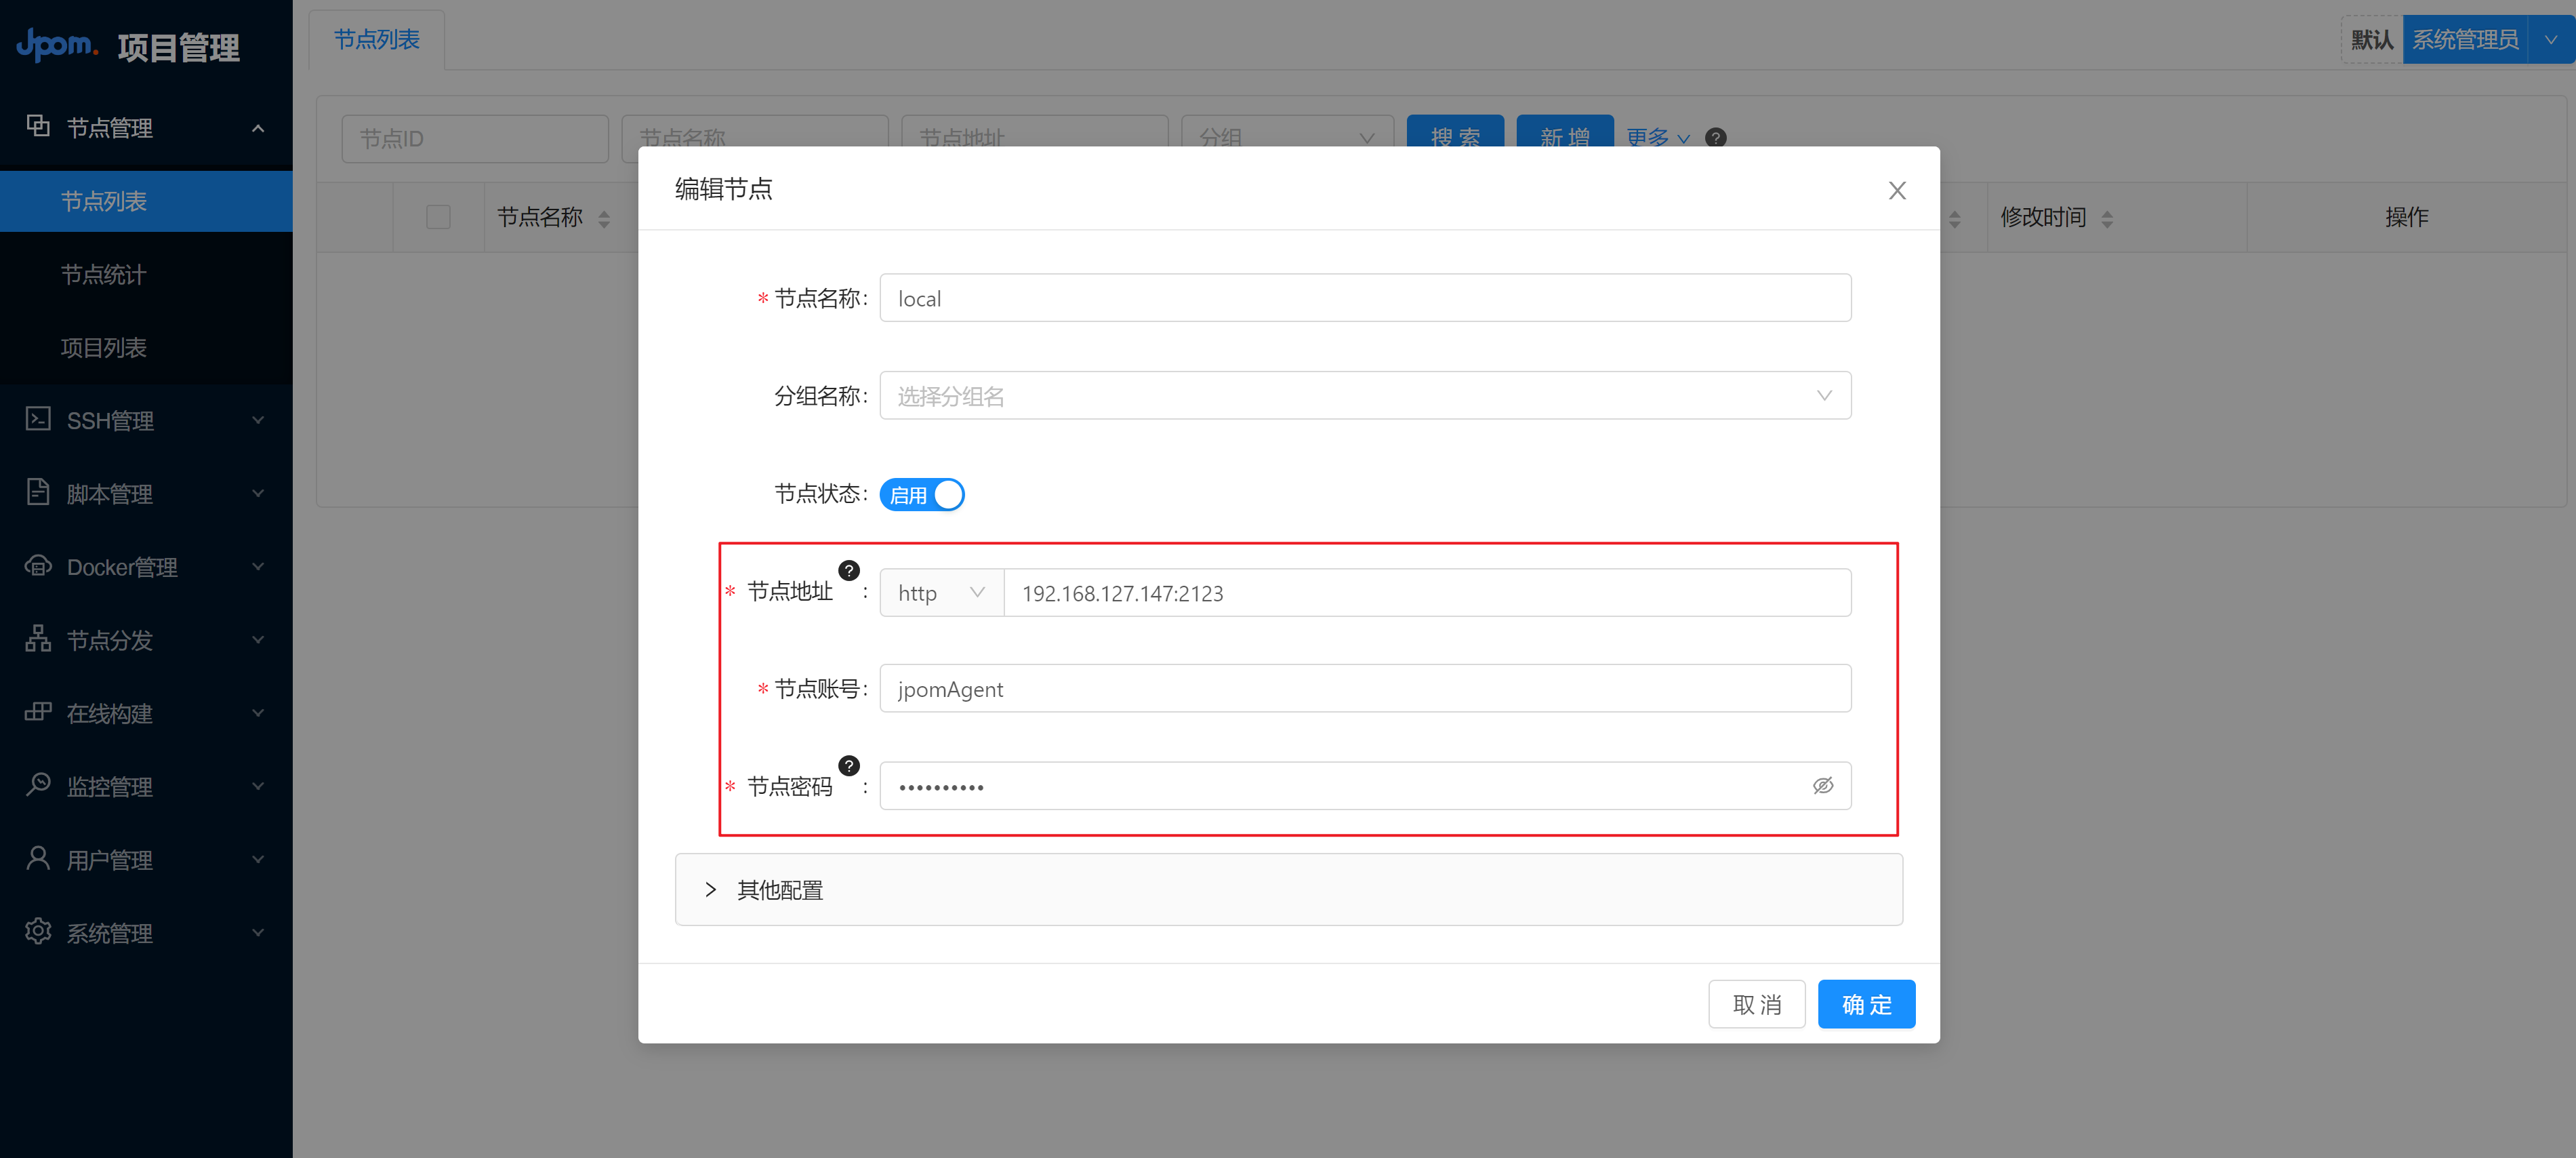 Jpom. 项目管理
节点管理
节点列表
节点统计
项目列表
SSH管理
脚本管理
Docker管理
节点分发
在线构建
监控管理
用户管理
系统管理
节点列表
默认 系统管理员
节点ID 节点名称 节点地址 分组 搜 索 新 增 更多 ?
节点名称 修改时间 操作
编辑节点
* 节点名称: local
分组名称: 选择分组名
节点状态: 启用
* 节点地址 ? : http 192.168.127.147:2123
* 节点账号: jpomAgent
* 节点密码 ? : ••••••••••
其他配置
取 消 确 定